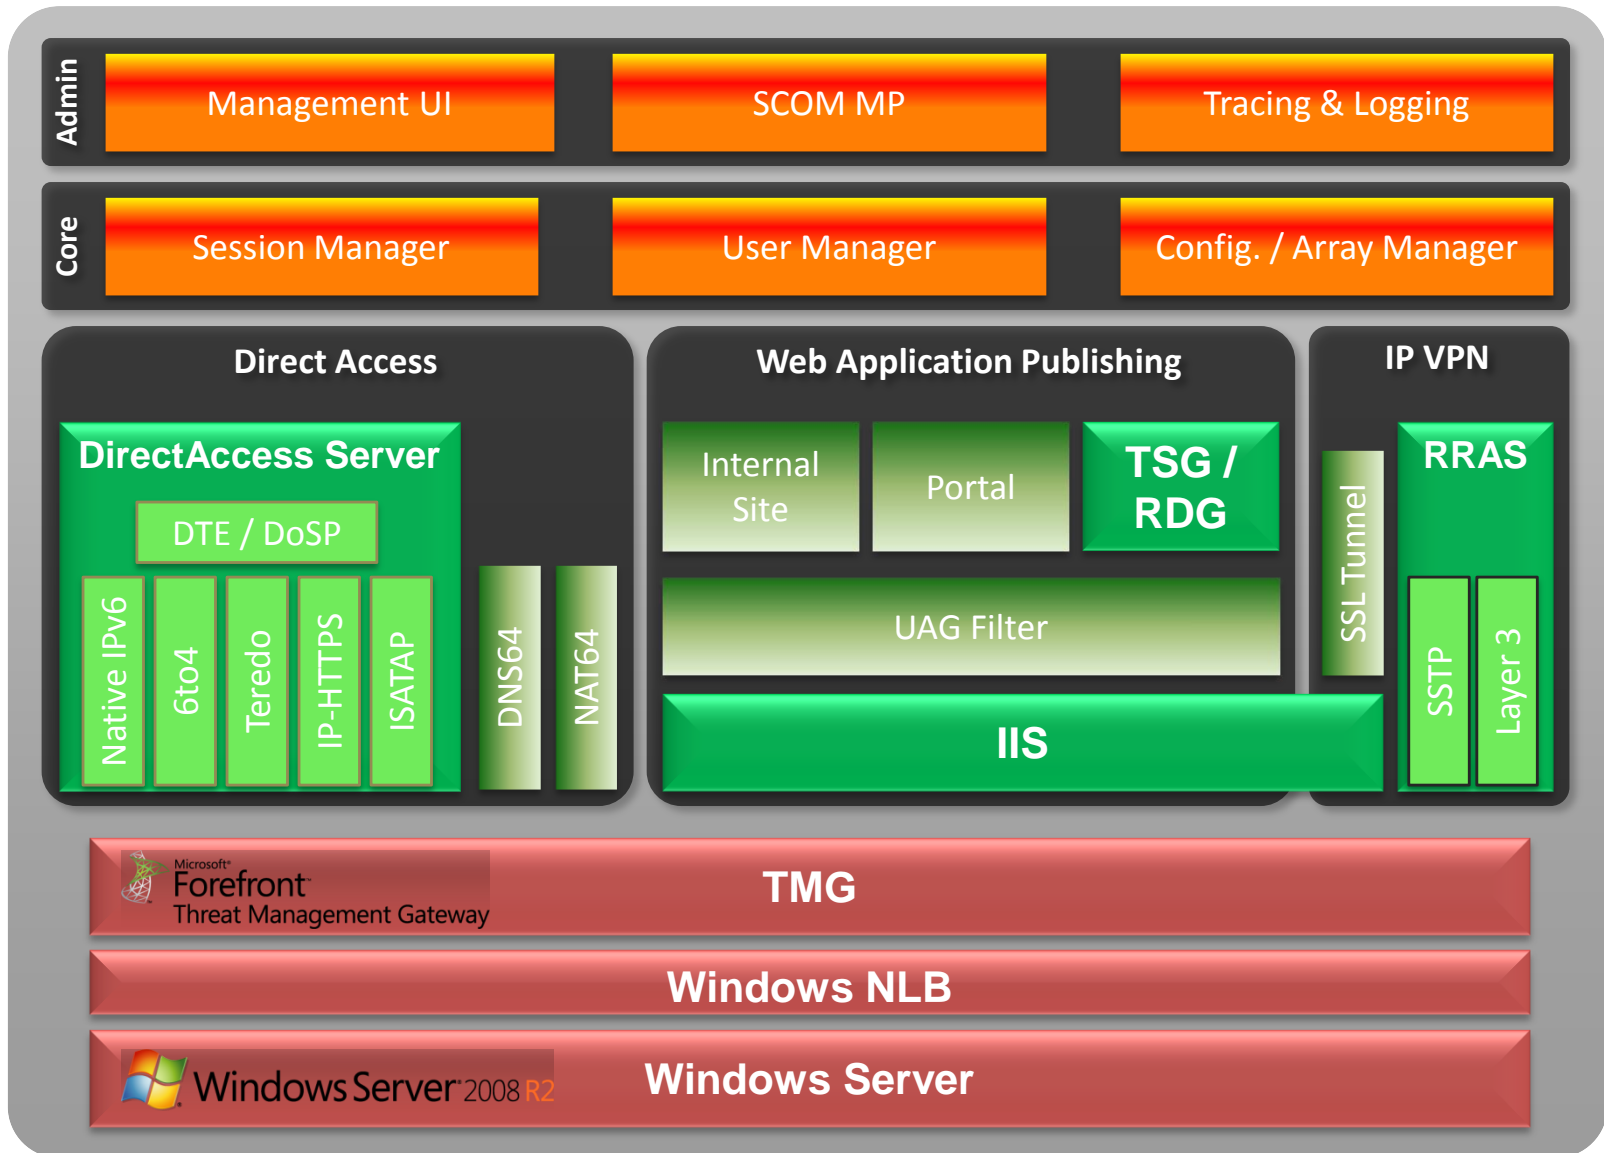 Admin
Management UI
SCOM MP
Tracing & Logging
Core
Session Manager
User Manager
Config. / Array Manager
Direct Access
DirectAccess Server
DTE / DoSP
Native IPv6
6to4
Teredo
IP-HTTPS
ISATAP
DNS64
NAT64
Web Application Publishing
Internal
Site
Portal
TSG /
RDG
UAG Filter
IIS
IP VPN
SSL Tunnel
RRAS
SSTP
Layer 3
Microsoft®
Forefront™
Threat Management Gateway
TMG
Windows NLB
Windows Server® 2008 R2
Windows Server